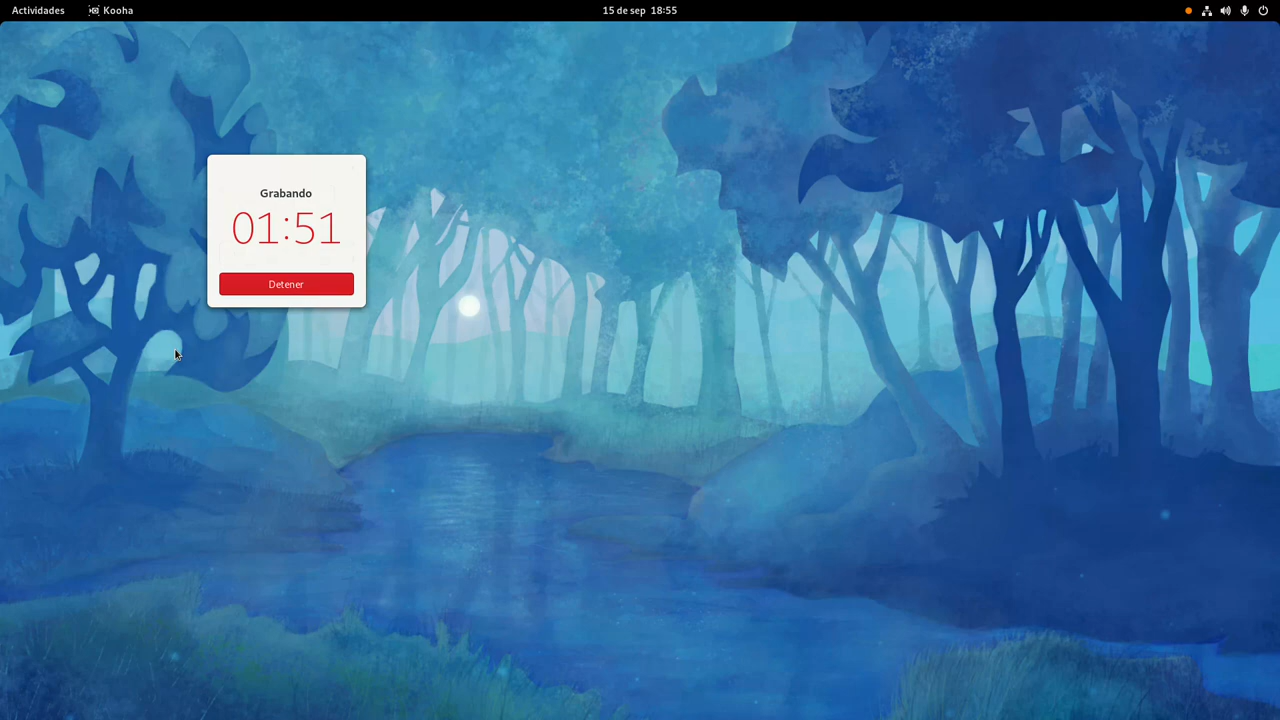 Actividades
Kooha
15 de sep 18:55
Grabando
01:51
Detener